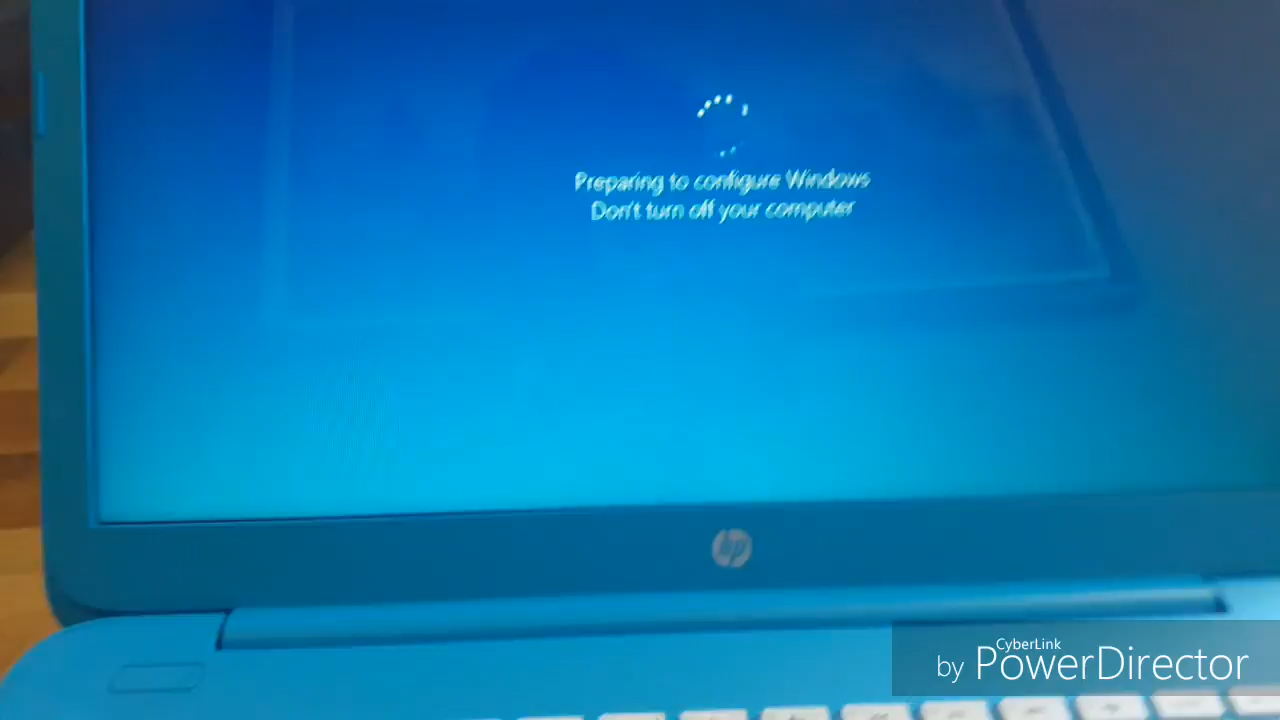 Preparing to configure Windows
Don't turn off your computer
hp
CyberLink
by PowerDirector